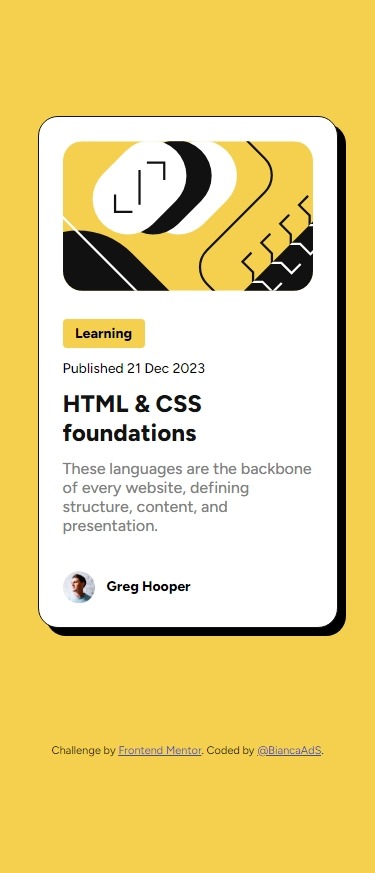 Learning
Published 21 Dec 2023
HTML & CSS
foundations
These languages are the backbone
of every website, defining
structure, content, and
presentation.
Greg Hooper
Challenge by Frontend Mentor. Coded by @BiancaAdS.